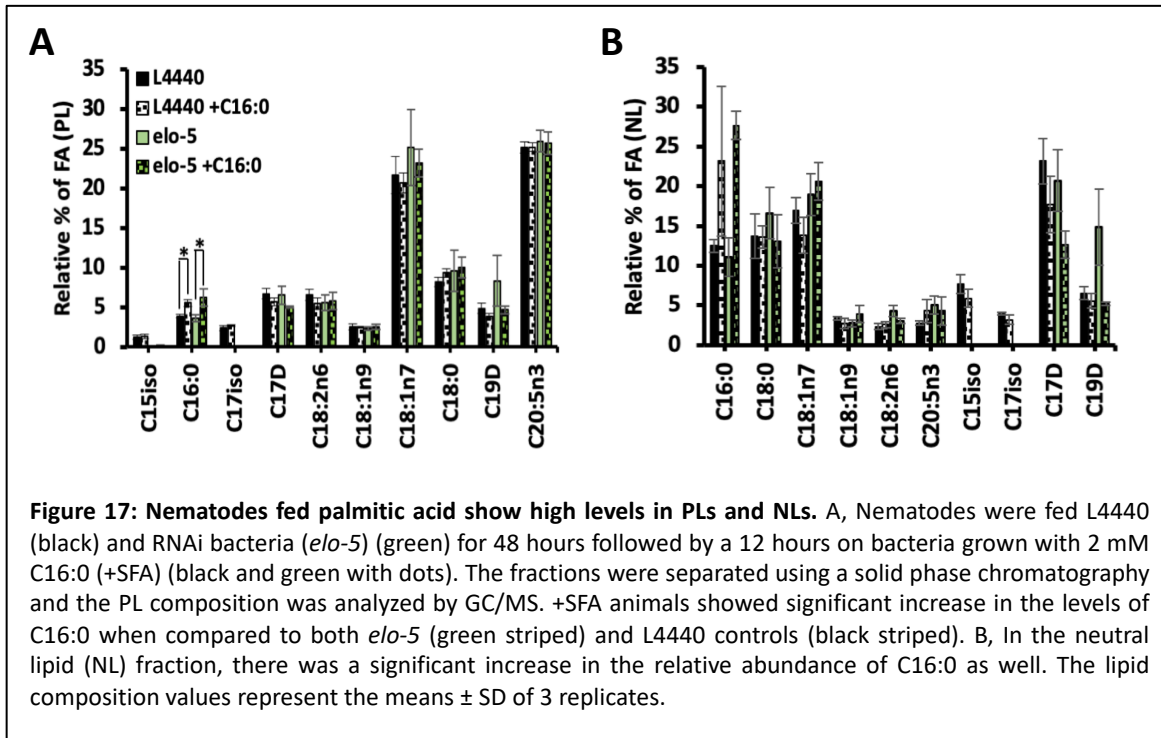 A
B
35
30
25
20
15
10
5
0
Relative % of FA (PL)
L4440
L4440 +C16:0
elo-5
elo-5 +C16:0
*
*
C15iso
C16:0
C17iso
C17D
C18:2n6
C18:1n9
C18:1n7
C18:0
C19D
C20:5n3
35
30
25
20
15
10
5
0
Relative % of FA (NL)
C16:0
C18:0
C18:1n7
C18:1n9
C18:2n6
C20:5n3
C15iso
C17iso
C17D
C19D
Figure 17: Nematodes fed palmitic acid show high levels in PLs and NLs. A, Nematodes were fed L4440
(black) and RNAi bacteria (elo-5) (green) for 48 hours followed by a 12 hours on bacteria grown with 2 mM
C16:0 (+SFA) (black and green with dots). The fractions were separated using a solid phase chromatography
and the PL composition was analyzed by GC/MS. +SFA animals showed significant increase in the levels of
C16:0 when compared to both elo-5 (green striped) and L4440 controls (black striped). B, In the neutral
lipid (NL) fraction, there was a significant increase in the relative abundance of C16:0 as well. The lipid
composition values represent the means ± SD of 3 replicates.